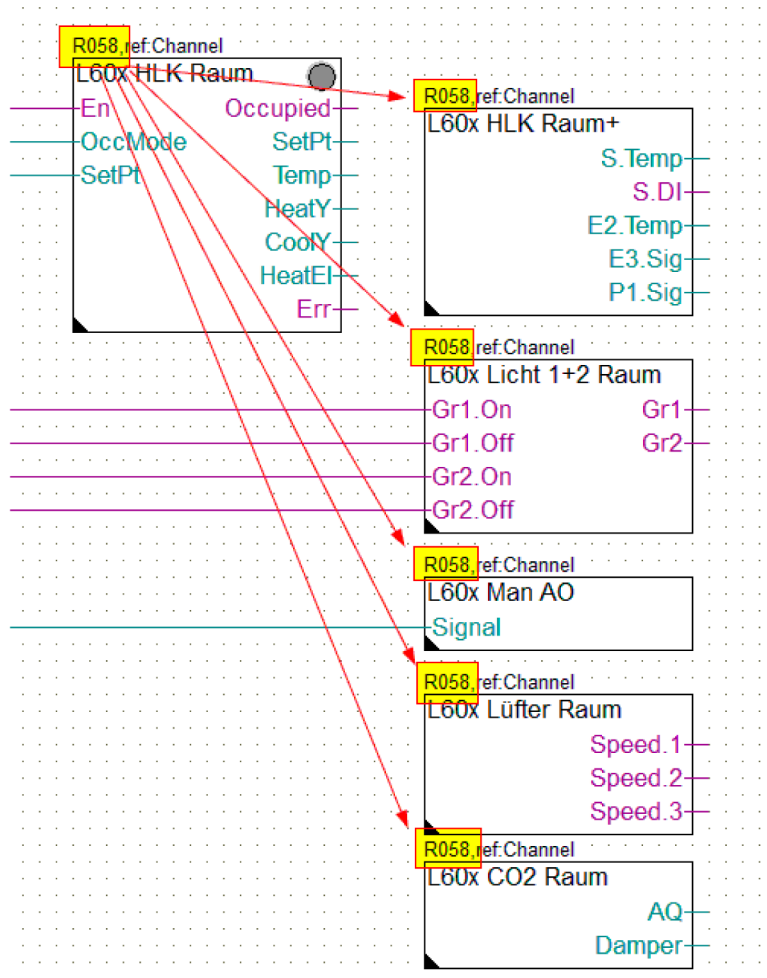 R058,ref:Channel
L60x HLK Raum
En Occupied
OccMode SetPt
SetPt Temp
HeatY
CoolY
HeatEl
Err
R058,ref:Channel
L60x HLK Raum+
S.Temp
S.DI
E2.Temp
E3.Sig
P1.Sig
R058,ref:Channel
L60x Licht 1+2 Raum
Gr1.On Gr1
Gr1.Off Gr2
Gr2.On
Gr2.Off
R058,ref:Channel
L60x Man AO
Signal
R058,ref:Channel
L60x Lüfter Raum
Speed.1
Speed.2
Speed.3
R058,ref:Channel
L60x CO2 Raum
AQ
Damper